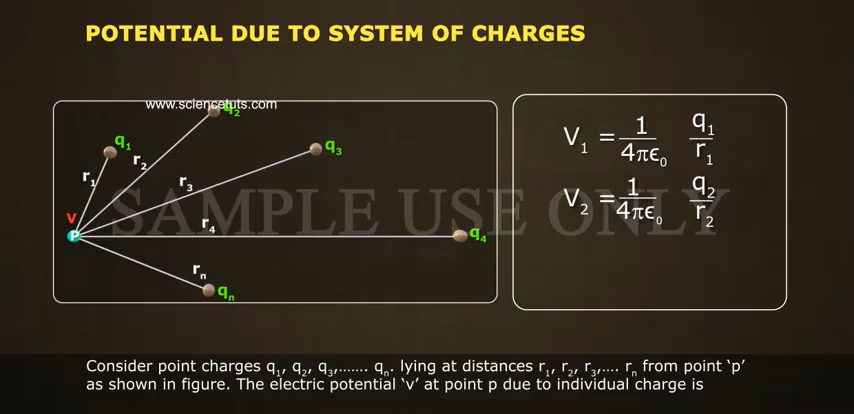 POTENTIAL DUE TO SYSTEM OF CHARGES
www.sciencetuts.com
q₂
q₁
r₂
q₃
r₁
r₃
V
r₄
P
q₄
rₙ
qₙ
V₁ = 1/4πϵ₀ q₁/r₁
V₂ = 1/4πϵ₀ q₂/r₂
SAMPLE USE ONLY
Consider point charges q₁, q₂, q₃,....... qₙ. lying at distances r₁, r₂, r₃,.... rₙ from point ‘p’
as shown in figure. The electric potential ‘v’ at point p due to individual charge is